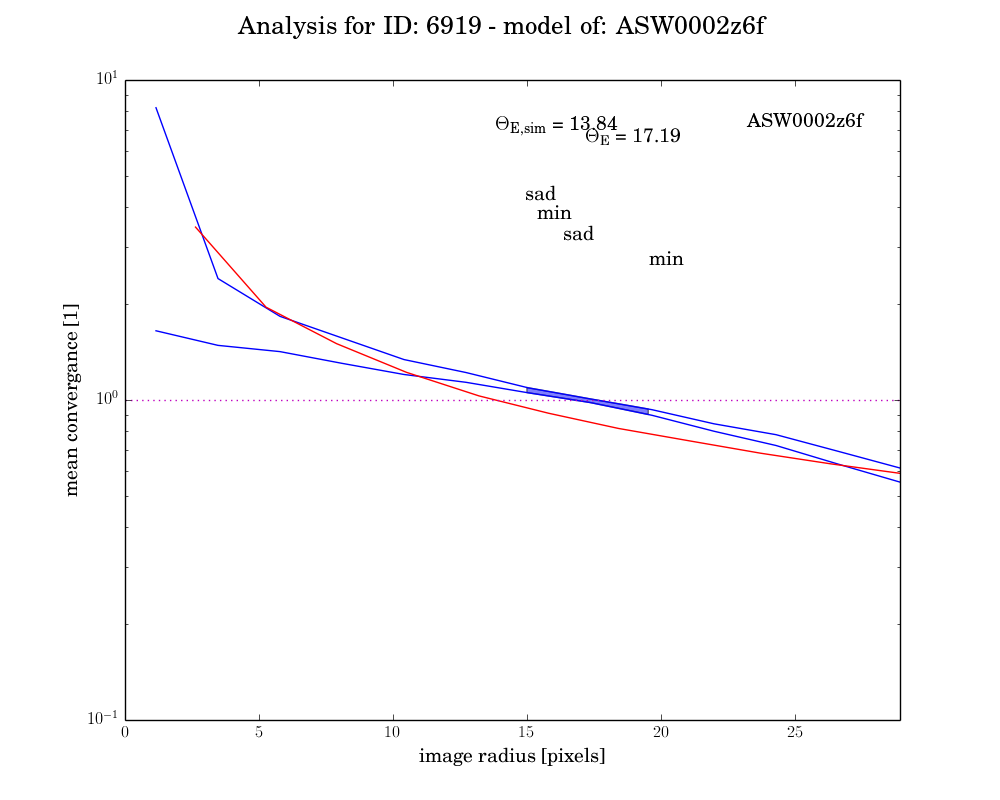 Analysis for ID: 6919 - model of: ASW0002z6f
10^1
Θ_E,sim = 13.84
ASW0002z6f
Θ_E = 17.19
sad
min
sad
min
mean convergance [1]
10^0
10^−1
0 5 10 15 20 25
image radius [pixels]